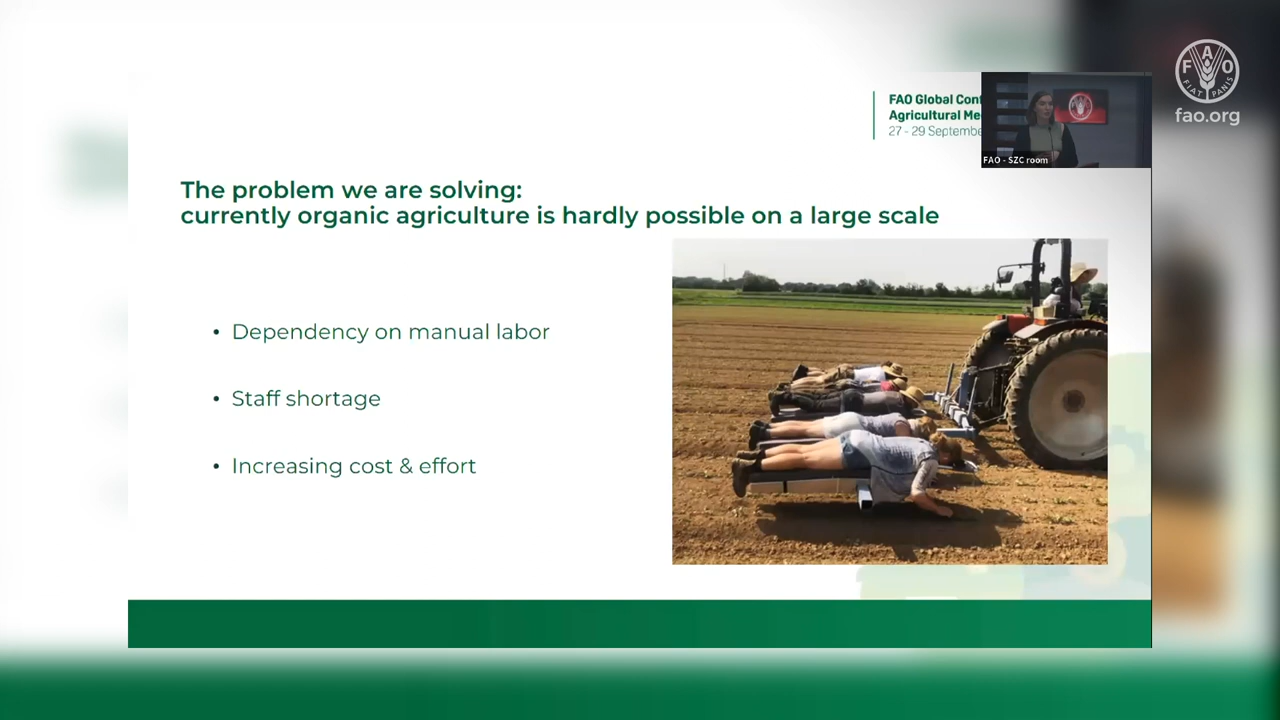 FAO Global Con
Agricultural Me
27 - 29 Septembe
FAO - SZC room
F A O
FIAT PANIS
fao.org
The problem we are solving:
currently organic agriculture is hardly possible on a large scale
• Dependency on manual labor
• Staff shortage
• Increasing cost & effort